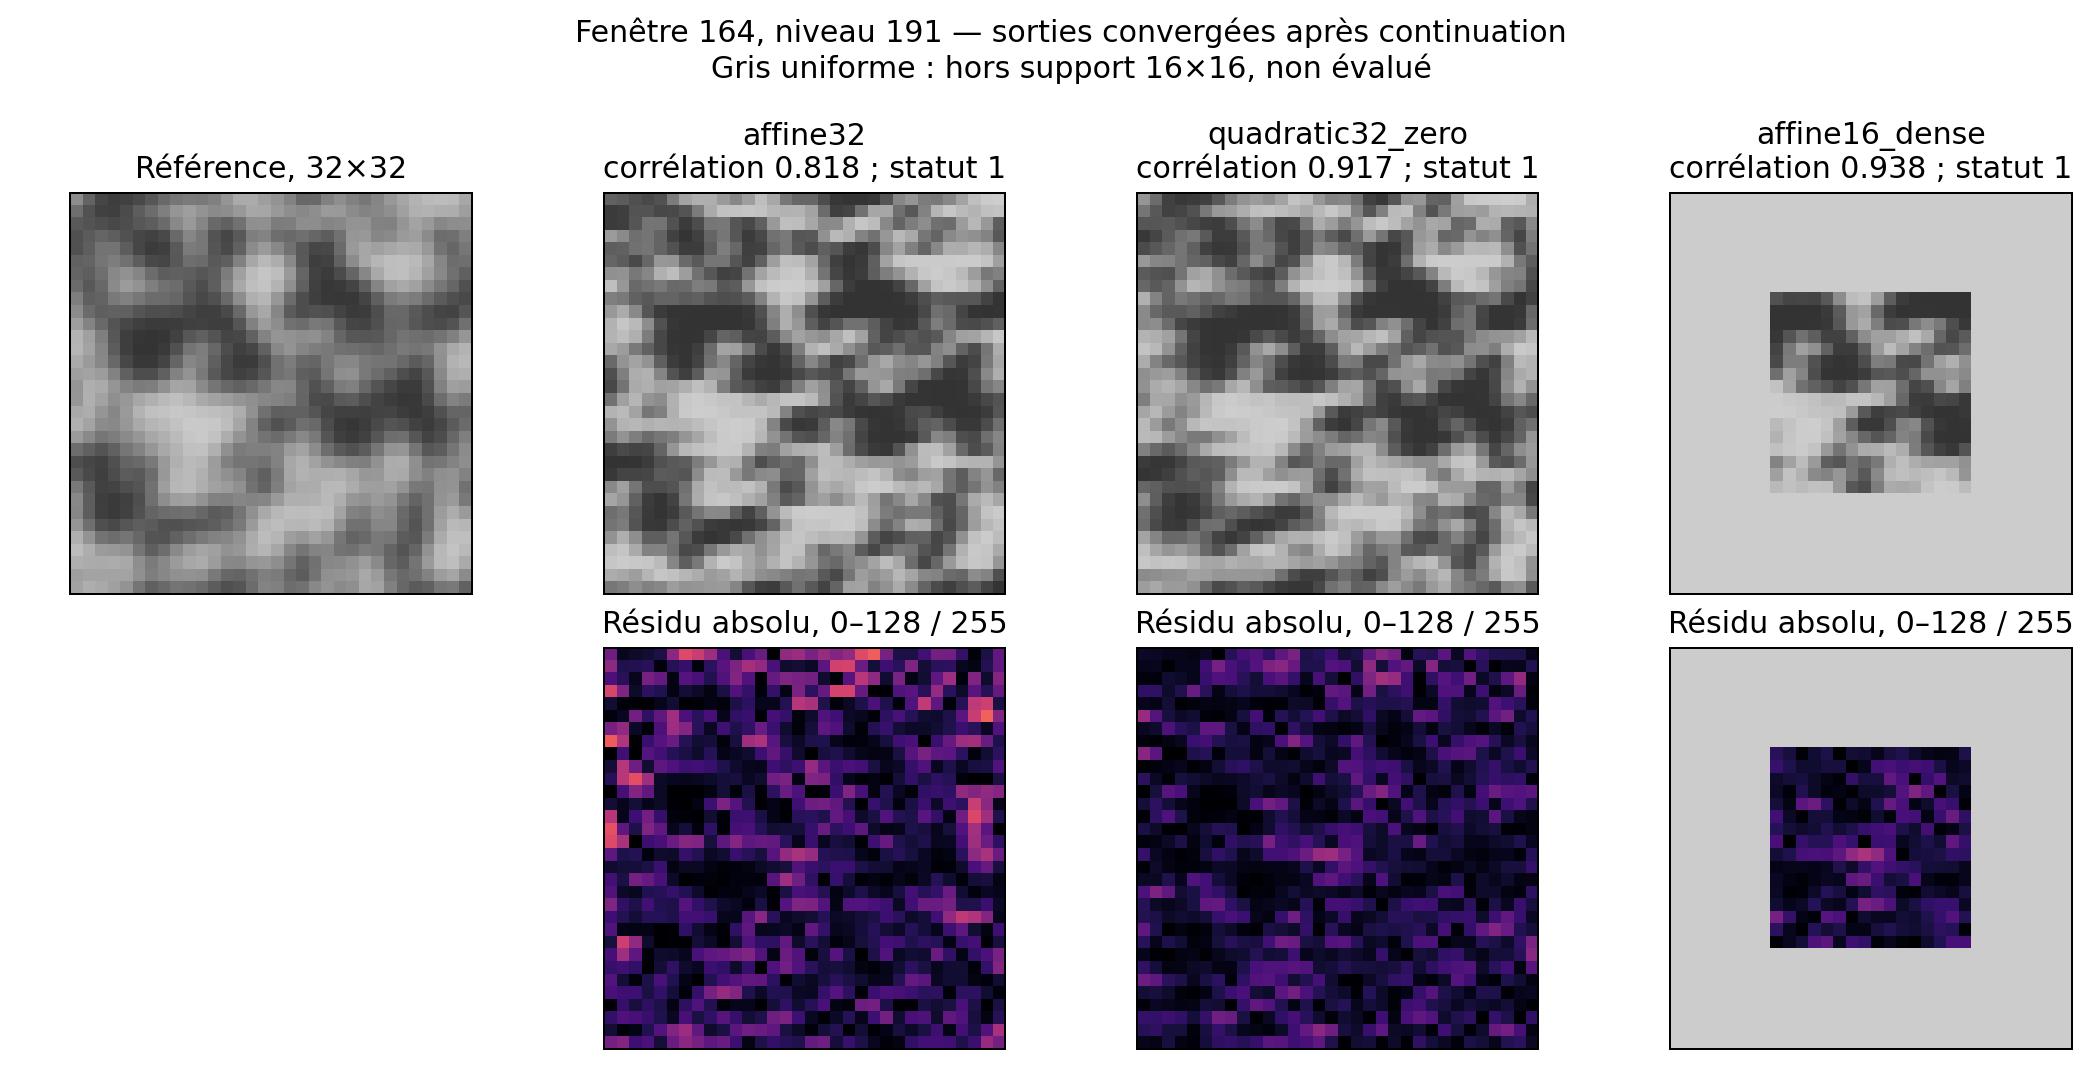 Fenêtre 164, niveau 191 — sorties convergées après continuation
Gris uniforme : hors support 16×16, non évalué
Référence, 32×32
affine32
corrélation 0.818 ; statut 1
quadratic32_zero
corrélation 0.917 ; statut 1
affine16_dense
corrélation 0.938 ; statut 1
Résidu absolu, 0–128 / 255
Résidu absolu, 0–128 / 255
Résidu absolu, 0–128 / 255